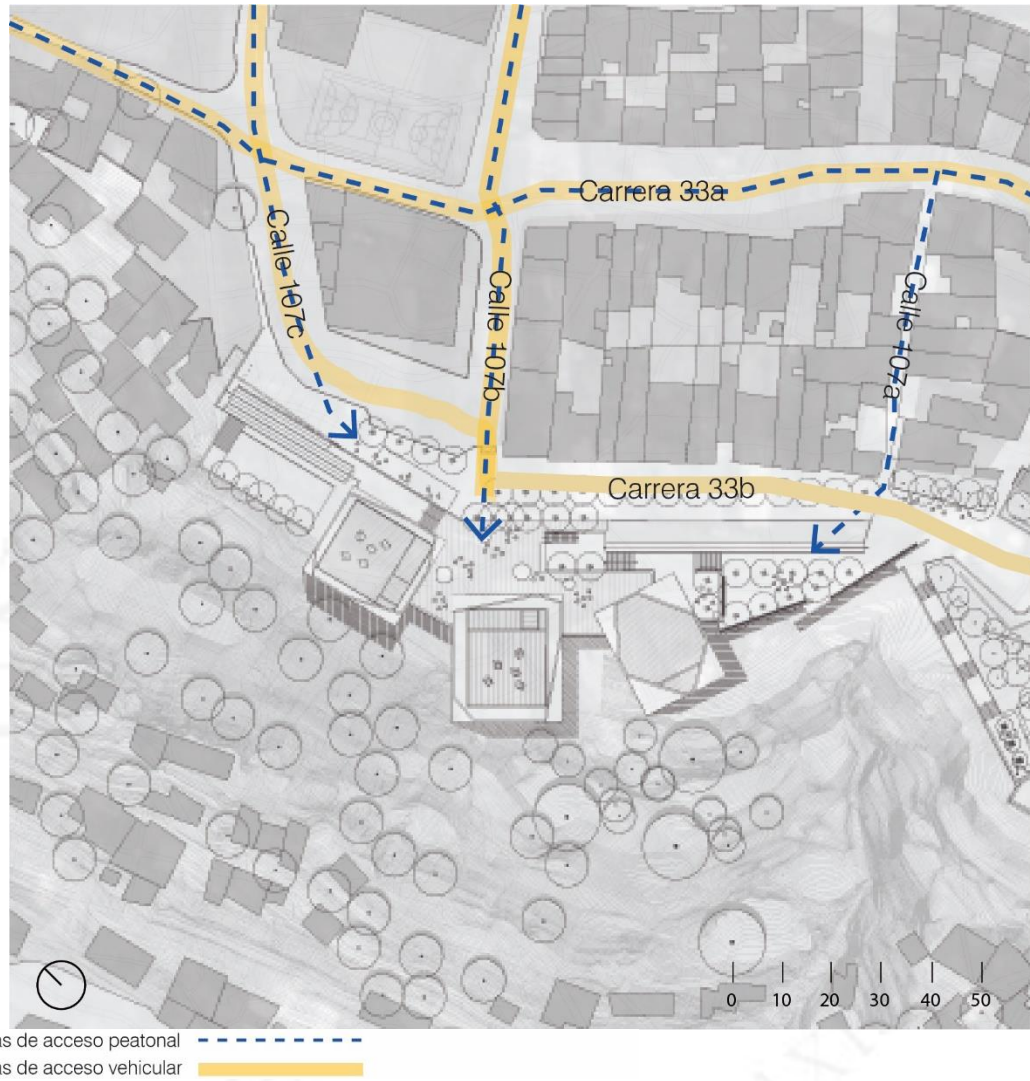 Carrera 33a
Calle 107c
Calle 107b
Calle 107a
Carrera 33b
0 10 20 30 40 50
as de acceso peatonal
as de acceso vehicular